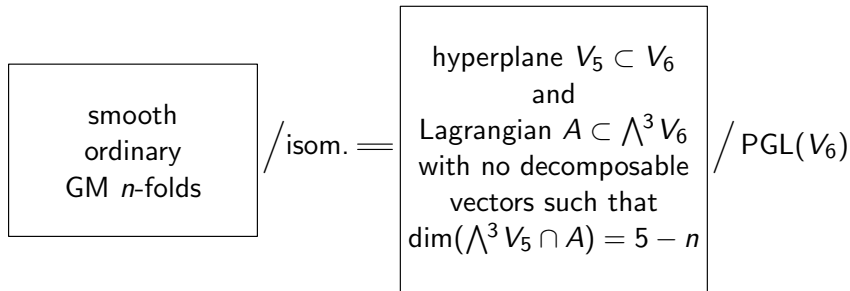 smooth
ordinary
GM n-folds
/ isom. =
hyperplane V₅ ⊂ V₆
and
Lagrangian A ⊂ ⋀³ V₆
with no decomposable
vectors such that
dim(⋀³ V₅ ∩ A) = 5 − n
/ PGL(V₆)